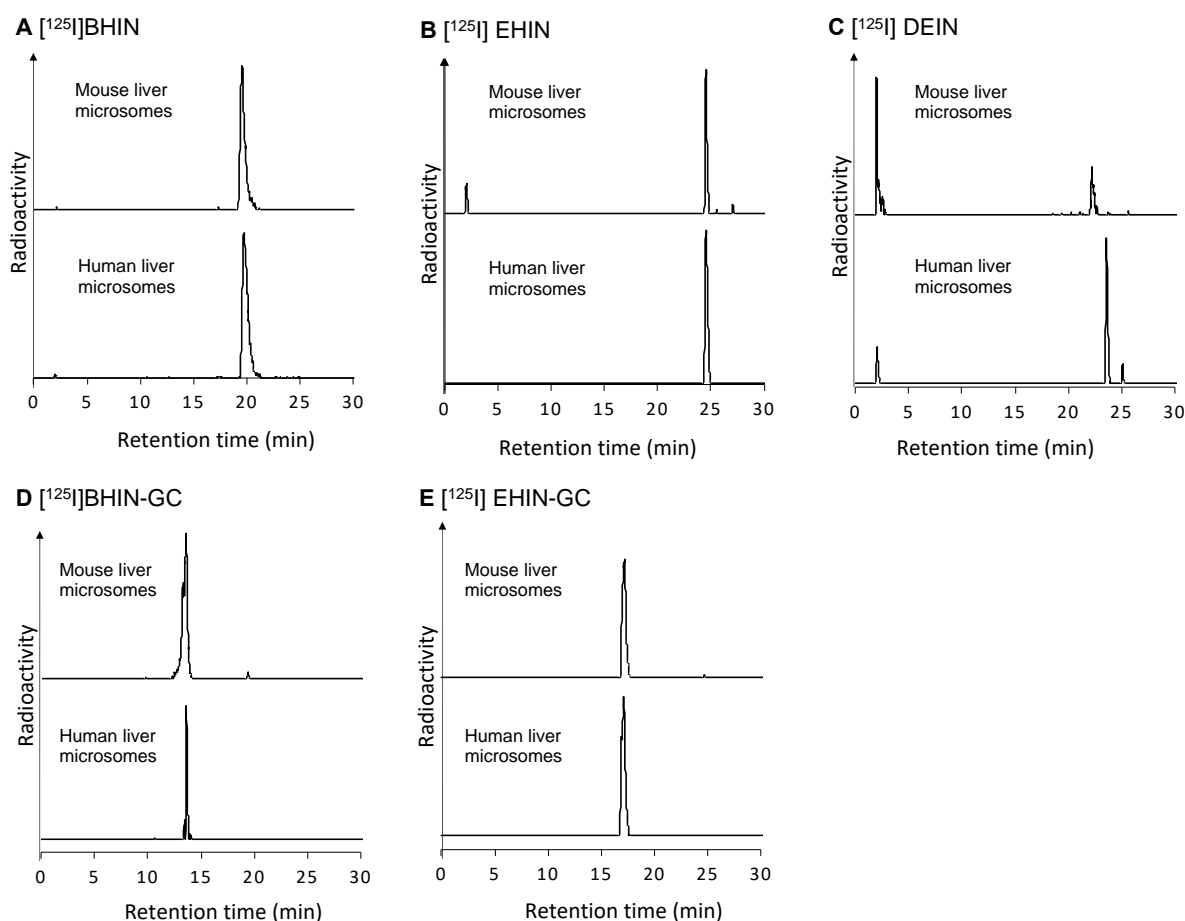 A [¹²⁵I]BHIN
Radioactivity
Mouse liver
microsomes
Human liver
microsomes
0 5 10 15 20 25 30
Retention time (min)
B [¹²⁵I] EHIN
Radioactivity
Mouse liver
microsomes
Human liver
microsomes
0 5 10 15 20 25 30
Retention time (min)
C [¹²⁵I] DEIN
Radioactivity
Mouse liver
microsomes
Human liver
microsomes
0 5 10 15 20 25 30
Retention time (min)
D [¹²⁵I]BHIN-GC
Radioactivity
Mouse liver
microsomes
Human liver
microsomes
0 5 10 15 20 25 30
Retention time (min)
E [¹²⁵I] EHIN-GC
Radioactivity
Mouse liver
microsomes
Human liver
microsomes
0 5 10 15 20 25 30
Retention time (min)